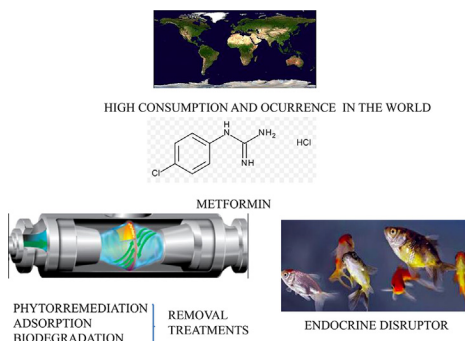 HIGH CONSUMPTION AND OCURRENCE IN THE WORLD
H
N
NH2
HCl
Cl
NH
METFORMIN
PHYTORREMEDIATION
ADSORPTION
BIODEGRADATION
REMOVAL
TREATMENTS
ENDOCRINE DISRUPTOR